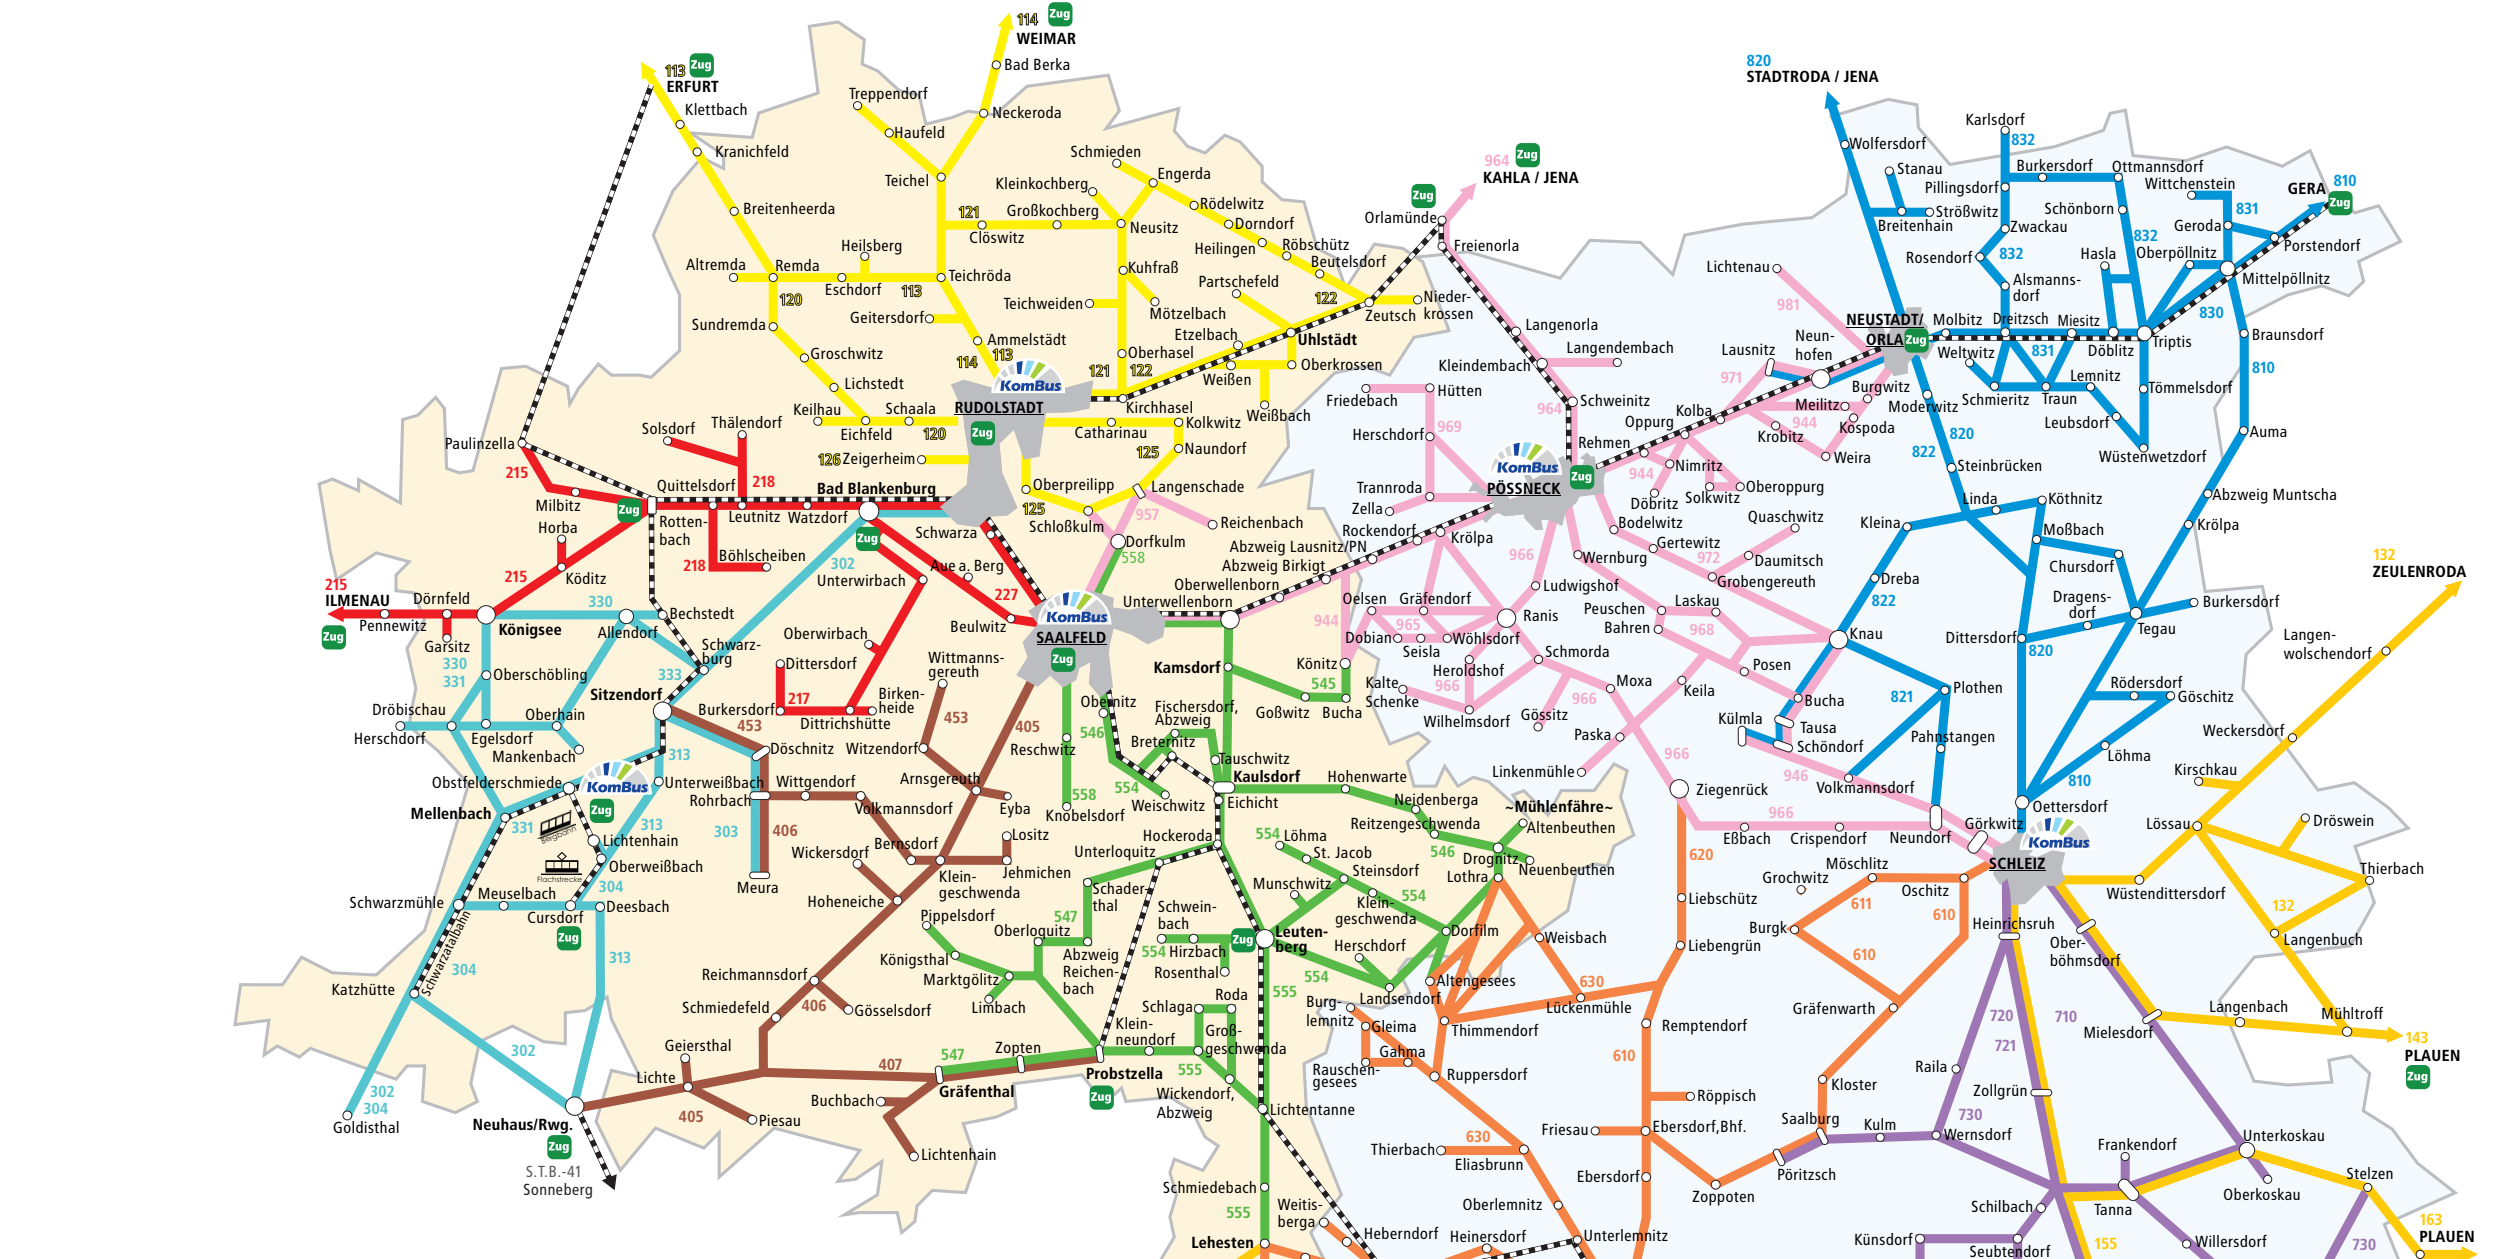 114 Zug
WEIMAR
Bad Berka
113 Zug
ERFURT
Klettbach
Kranichfeld
Breitenheerda
Treppendorf
Haufeld
Neckeroda
Teichel
Schmieden
Kleinkochberg
Engerda
Großkochberg
121
Clöswitz
Neusitz
Rödelwitz
Dorndorf
Heilingen
Röbschütz
Beutelsdorf
Heilsberg
Altremda
Remda
Eschdorf
113
Teichröda
120
Kuhfraß
Teichweiden
Mötzelbach
Partschefeld
Etzelbach
122
Nieder-
krossen
Zeutsch
Uhlstädt
Oberkrossen
Weißen
Weißbach
Sundremda
Groschwitz
Lichstedt
Geitersdorf
Ammelstädt
113
114
Oberhasel
121
122
Kirchhasel
Keilhau
Schaala
Eichfeld
120
KomBus
RUDOLSTADT
Zug
126 Zeigerheim
Catharinau
Kolkwitz
Naundorf
125
Oberpreilipp
125
Schloßkulm
Langenschade
957
Reichenbach
Dorfkulm
558
Zug
Orlamünde
964 Zug
KAHLA / JENA
Freienorla
Langenorla
Langendembach
Kleindembach
964
Schweinitz
Friedebach
Hütten
Herschdorf
969
Trannroda
Zella
Rockendorf
Krölpa
KomBus
PÖSSNECK
Zug
Rehmen
Oppurg
Kolba
944
Nimritz
Döbritz
Solkwitz
Oberoppurg
Bodelwitz
Gertewitz
Wernburg
972
Quaschwitz
Daumitsch
Grobengereuth
966
Ludwigshof
Abzweig Lausnitz/PN
Abzweig Birkigt
Oberwellenborn
Unterwellenborn
Oelsen
Gräfendorf
944
965
Dobian
Seisla
Wöhlsdorf
Ranis
Könitz
Kalte
Schenke
Heroldshof
966
Wilhelmsdorf
Schmorda
966
Gössitz
Moxa
Paska
Linkenmühle
Peuschen
Bahren
Laskau
968
Posen
Keila
966
Ziegenrück
966
Eßbach
Crispendorf
Neundorf
Görkwitz
946
820
STADTRODA / JENA
Wolfersdorf
Stanau
Strößwitz
Breitenhain
Karlsdorf
832
Burkersdorf
Ottmannsdorf
Pillingsdorf
Zwackau
Rosendorf
832
Alsmanns-
dorf
Schönborn
832
Hasla
Wittchenstein
Geroda
831
Oberpöllnitz
GERA 810
Zug
Porstendorf
Mittelpöllnitz
830
Braunsdorf
Lichtenau
981
NEUSTADT/
ORLA Zug
Neun-
hofen
Lausnitz
971
Burgwitz
Meilitz
944
Krobitz
Köspoda
Weira
Molbitz
Dreitzsch
Miesitz
Döblitz
Triptis
Weltwitz
831
Schmieritz
Traun
Lemnitz
Leubsdorf
Tömmelsdorf
Wüstenwetzdorf
Moderwitz
820
822
Steinbrücken
810
Auma
Abzweig Muntscha
Krölpa
Linda
Köthnitz
Kleina
Moßbach
Chursdorf
Dreba
822
Dragens-
dorf
Burkersdorf
Tegau
Dittersdorf
820
Knau
Bucha
Tausa
Külmla
Schöndorf
821
Plothen
Pahnstangen
Volkmannsdorf
Rödersdorf
Göschitz
Löhma
810
Oettersdorf
KomBus
SCHLEIZ
132
ZEULENRODA
Langen-
wolschendorf
Weckersdorf
Kirschkau
Lössau
Dröswein
Thierbach
Wüstendittersdorf
132
Langenbuch
Langenbach
Mühltroff
143
PLAUEN
Zug
Paulinzella
215
Milbitz
Solsdorf
Thälendorf
Quittelsdorf
218
Bad Blankenburg
Zug
Rotten-
bach
Leutnitz
Watzdorf
Zug
Schwarza
Horba
215
Köditz
218
Böhlscheiben
302
Unterwirbach
Aue a. Berg
227
Beulwitz
215
ILMENAU
Zug
Dörnfeld
Pennewitz
Garsitz
Königsee
330
Allendorf
Bechstedt
Schwarz-
burg
333
Sitzendorf
330
331
Oberschöbling
Dröbischau
Herschdorf
Egelsdorf
Oberhain
Mankenbach
Oberwirbach
Dittersdorf
217
Burkersdorf
Birken-
heide
Dittrichshütte
Wittmanns-
gereuth
453
405
Witzendorf
KomBus
SAALFELD
Zug
Kamsdorf
545
Goßwitz
Bucha
Obernitz
546
Reschwitz
Fischersdorf,
Abzweig
Breternitz
Tauschwitz
558
Knobelsdorf
554
Weischwitz
Kaulsdorf
Eichicht
Hohenwarte
Neidenberga
Reitzengeschwenda
~Mühlenfähre~
Altenbeuthen
546
Drognitz
Neuenbeuthen
Lothra
Hockeroda
Unterloquitz
554
Löhma
St. Jacob
Steinsdorf
Munschwitz
Klein-
geschwenda
554
Dorfilm
Herschdorf
554
Landsendorf
Schader-
thal
547
Oberloquitz
Abzweig
Reichen-
bach
Pippelsdorf
Königsthal
Marktgölitz
Limbach
Schwein-
bach
554
Hirzbach
Zug
Leuten-
berg
Rosenthal
555
Roda
Schlaga
Groß-
geschwenda
Klein-
neundorf
555
Wickendorf,
Abzweig
Lichtentanne
Probstzella
Zug
Zopten
547
Gräfenthal
Schmiedebach
555
Lehesten
Weitis-
berga
453
Döschnitz
Obstfelderschmiede
KomBus
Zug
313
Unterweißbach
Rohrbach
Wittgendorf
Volkmannsdorf
Mellenbach
331
Bergbahn
Flachstrecke
313
Lichtenhain
Oberweißbach
303
406
Meura
304
Schwarzmühle
Meuselbach
Cursdorf
Zug
Deesbach
Schwarzatalbahn
304
313
Katzhütte
302
302
304
Goldisthal
Neuhaus/Rwg.
Zug
S.T.B.-41
Sonneberg
Arnsgereuth
Eyba
Lositz
Jehmichen
Bernsdorf
Wickersdorf
Klein-
geschwenda
Hoheneiche
Reichmannsdorf
406
Schmiedefeld
Gösselsdorf
Geiersthal
Lichte
405
Piesau
407
Buchbach
Lichtenhain
620
Liebschütz
Liebengrün
Weisbach
630
Lückenmühle
Altengesees
Thimmendorf
Burg-
lemnitz
Gleima
Gahma
Rauschen-
gesees
Ruppersdorf
Remptendorf
610
Röppisch
Friesau
Ebersdorf,Bhf.
Ebersdorf
630
Thierbach
Eliasbrunn
Oberlemnitz
Heberndorf
Heinersdorf
Unterlemnitz
Zoppoten
Grochwitz
Möschlitz
Oschitz
611
610
Burgk
610
Gräfenwarth
Kloster
Saalburg
Pöritzsch
Kulm
Wernsdorf
Raila
730
Heinrichsruh
Ober-
böhmsdorf
720
721
710
Mielesdorf
Zollgrün
Frankendorf
Unterkoskau
Oberkoskau
Tanna
Schilbach
Künsdorf
Seubtendorf
155
Willersdorf
730
Stelzen
163
PLAUEN